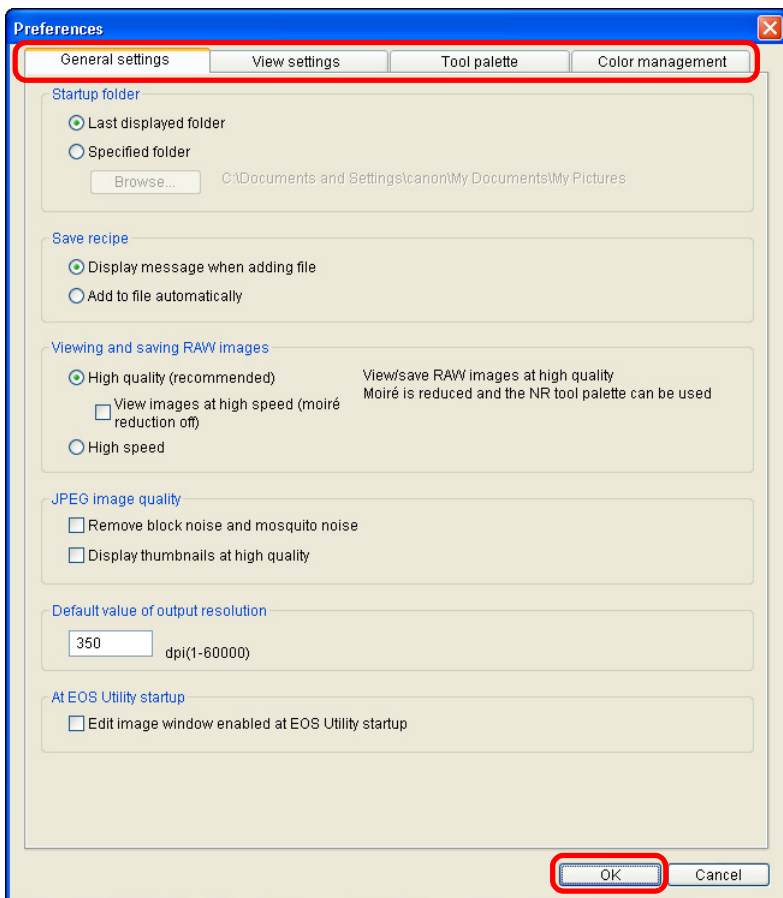 Preferences
General settings View settings Tool palette Color management
Startup folder
Last displayed folder
Specified folder
Browse... C:\Documents and Settings\canon\My Documents\My Pictures
Save recipe
Display message when adding file
Add to file automatically
Viewing and saving RAW images
High quality (recommended) View/save RAW images at high quality
Moiré is reduced and the NR tool palette can be used
View images at high speed (moiré
reduction off)
High speed
JPEG image quality
Remove block noise and mosquito noise
Display thumbnails at high quality
Default value of output resolution
350 dpi(1-60000)
At EOS Utility startup
Edit image window enabled at EOS Utility startup
OK Cancel